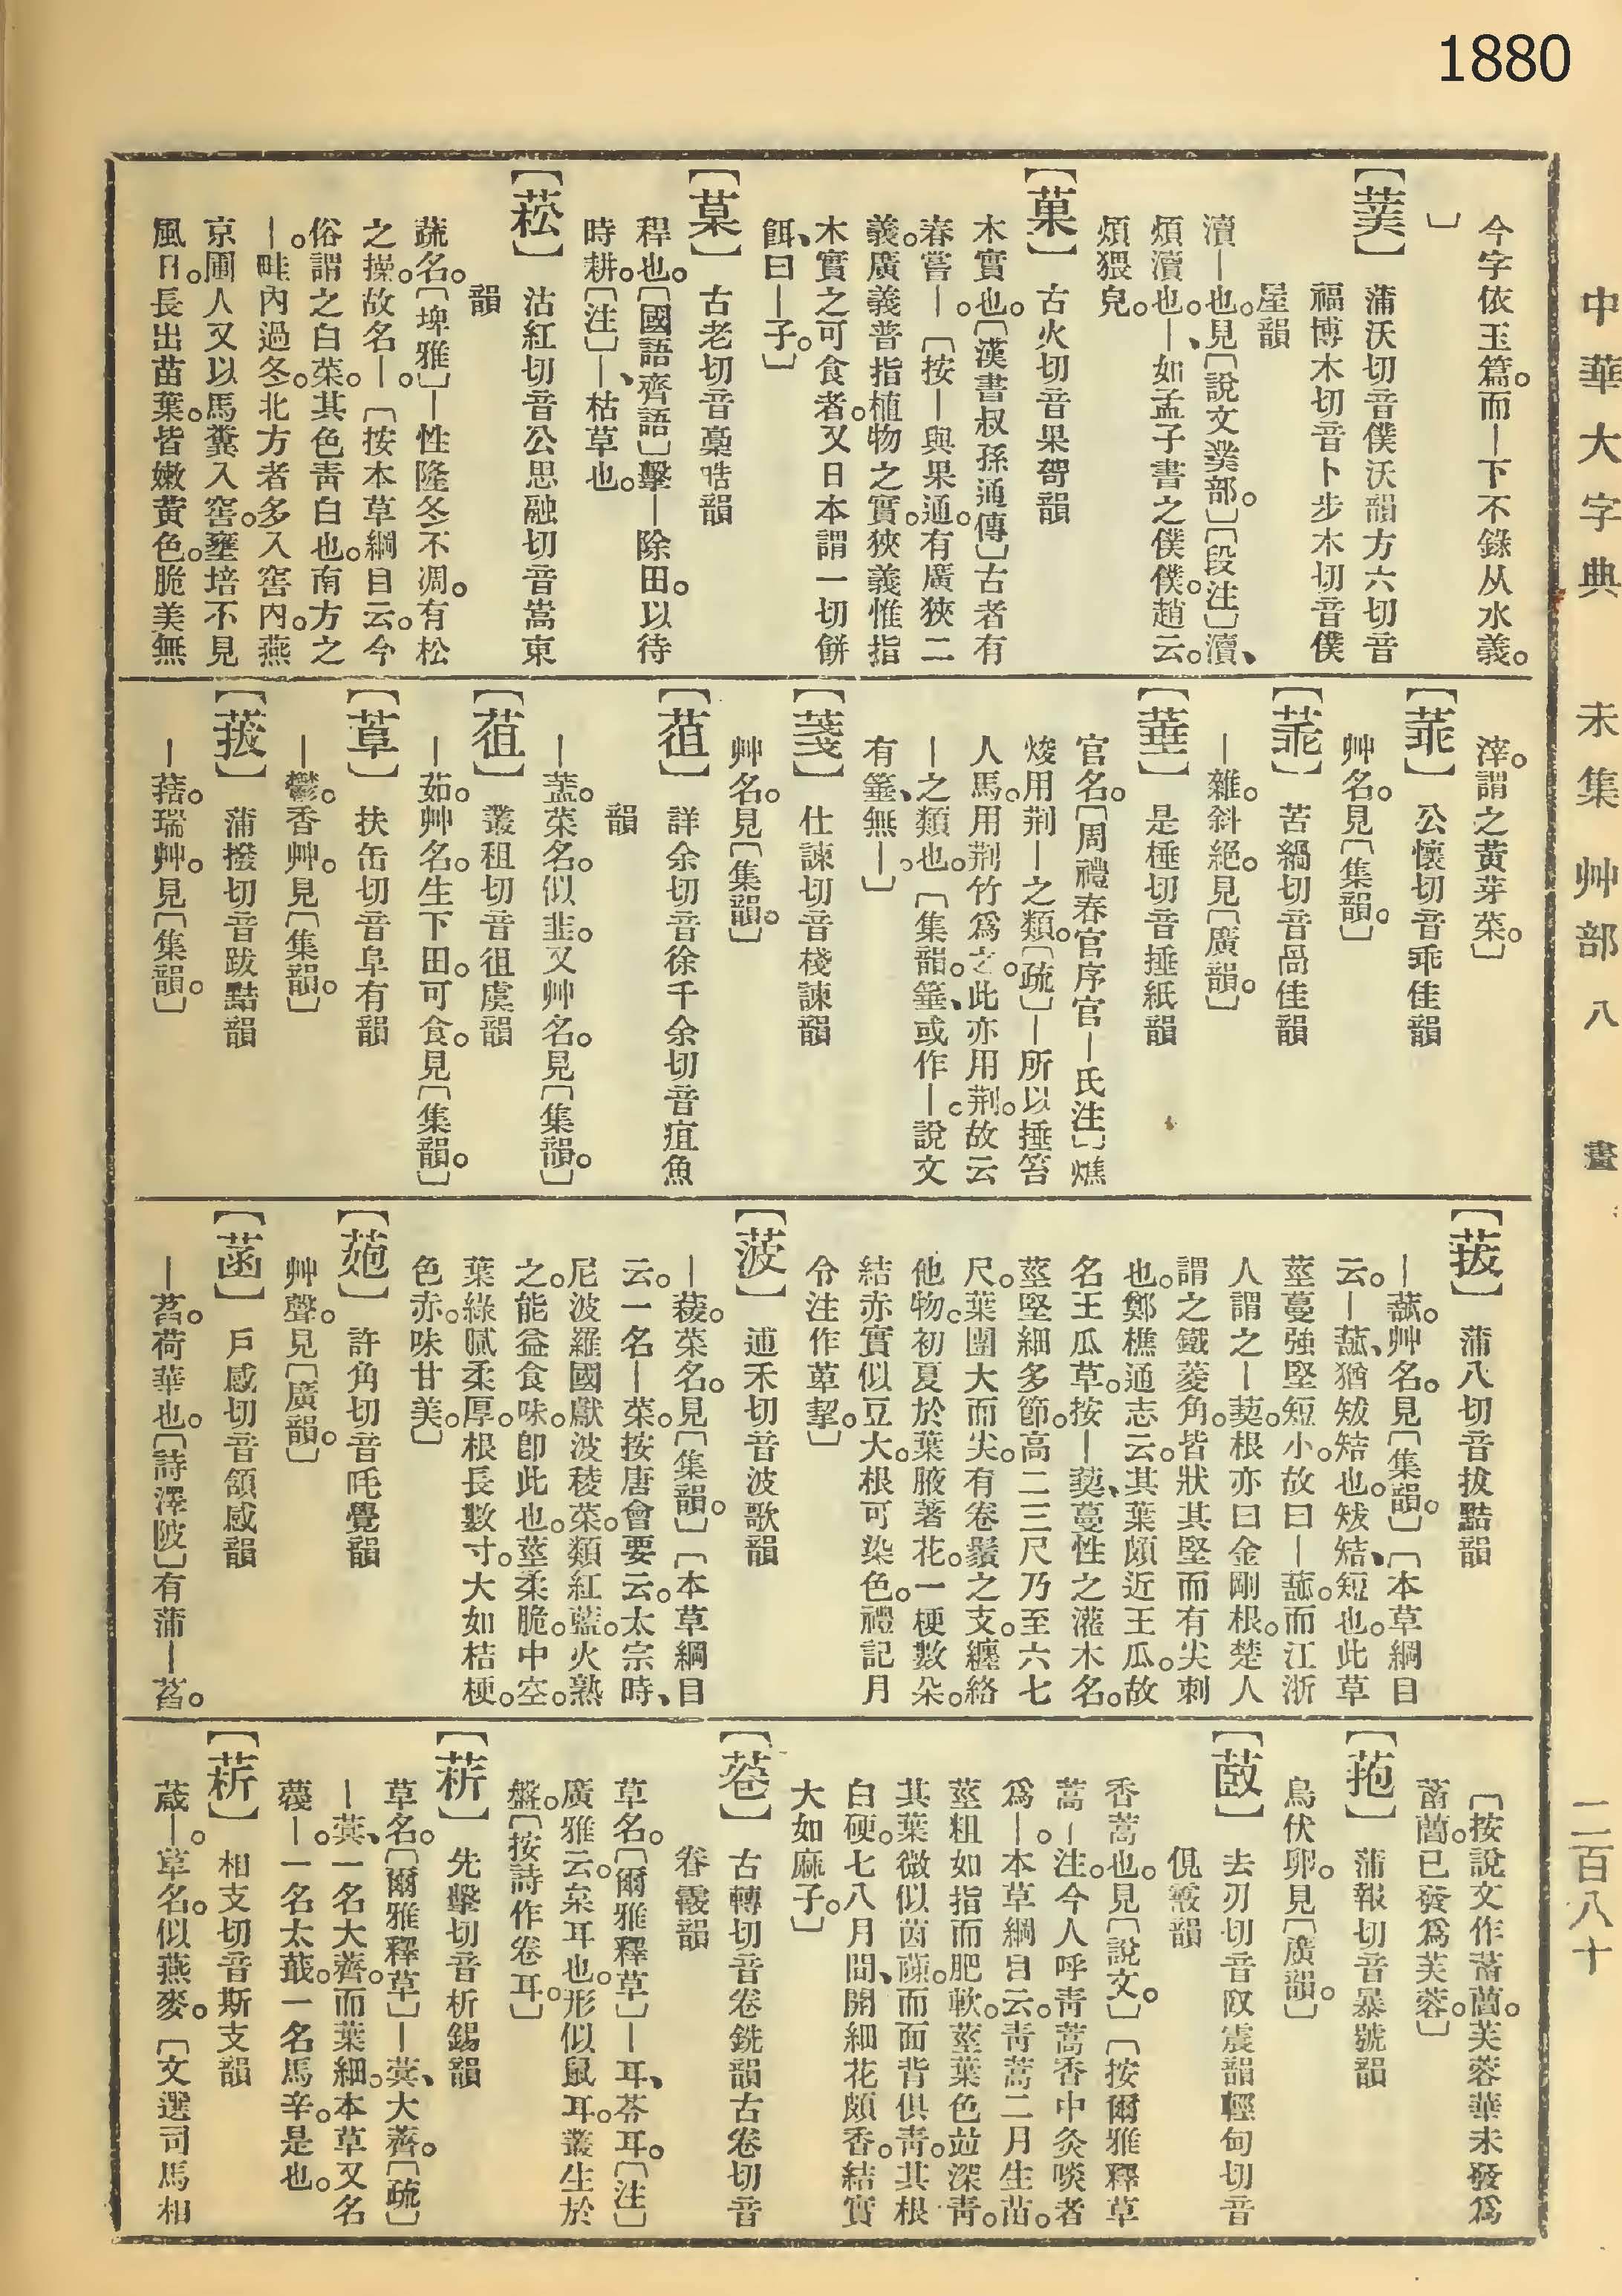 1880
中華大字典 未集 艸部 八畫 二百八十
今字依玉篇。而―下不錄从水義。
〕
【菐】 蒲沃切音僕沃韻方六切音
福博木切音卜步木切音僕
屋韻
瀆―也。見〔說文菐部。〕〔段注〕瀆、
煩瀆也。―、如孟子書之僕僕。趙云。
煩猥皃。
【菓】 古火切音果哿韻
木實也。〔漢書叔孫通傳〕古者有
春嘗―。〔按―與果通。有廣狹二
義。廣義普指植物之實。狹義惟指
木實之可食者。又日本謂一切餠
餌、曰―子。〕
【菒】 古老切音槀晧韻
稈也。〔國語齊語〕擊―除田。以待
時耕。〔注〕―、枯草也。
【菘】 沽紅切音公思融切音嵩東
韻
蔬名。〔埤雅〕―性隆冬不凋。有松
之操。故名―。〔按本草綱目云。今
俗謂之白菜。其色靑白也。南方之
―。畦內過冬。北方者多入窖內。燕
京圃人又以馬糞入窖。壅培不見
風日。長出苗葉。皆嫩黃色。脆美無
滓。謂之黃芽菜。〕
【菲】 公懷切音乖佳韻
艸名。見〔集韻。〕
苦緺切音咼佳韻
―雜。斜絕。見〔廣韻。〕
【菙】 是棰切音捶紙韻
官名。〔周禮春官序官―氏注〕燋
焌用荆―之類。〔疏〕―所以捶笞
人馬。用荆竹爲之。此亦用荆。故云
―之類也。〔集韻。箠、或作―。說文
有箠、無―。〕
【菚】 仕諫切音棧諫韻
艸名。見〔集韻。〕
【蒩】 詳余切音徐千余切音疽魚
韻
―葢。菜名。似韭。又艸名。見〔集韻。〕
叢租切音徂虞韻
―茹。艸名。生下田。可食。見〔集韻。〕
扶缶切音阜有韻
―鬱。香艸。見〔集韻。〕
【菝】 蒲撥切音跋黠韻
―𦯉。瑞艸。見〔集韻。〕
【菝】 蒲八切音拔黠韻
―𦯉。艸名。見〔集韻。〕〔本草綱目
云。―𦯉、猶𥎱𥎊也。𥎱𥎊、短也。此草
莖蔓強堅短小。故曰―𦯉。而江浙
人謂之―葜。根亦曰金剛根。楚人
謂之鐵菱角。皆狀其堅而有尖刺
也。鄭樵通志云。其葉頗近王瓜。故
名王瓜草。按―葜、蔓性之灌木名。
莖堅細多節。高二三尺乃至六七
尺。葉團大而尖。有卷鬚之支。纏絡
他物。初夏於葉腋著花。一梗數朵。
結赤實似豆大。根可染色。禮記月
令注作萆挈。〕
【菠】 逋禾切音波歌韻
―薐。菜名。見〔集韻。〕〔本草綱目
云。一名―菜。按唐會要云。太宗時、
尼波羅國獻波稜菜。類紅藍。火熟
之。能益食味。卽此也。莖柔脆。中空。
葉綠膩柔厚。根長數寸。大如桔梗。
色赤。味甘美。〕
許角切音吒覺韻
艸聲。見〔廣韻。〕
【菡】 戶感切音頷感韻
―萏。荷華也。〔詩澤陂〕有蒲―萏。
〔按說文作䓿藺。芙蓉華未發爲
䓿藺。已發爲芙蓉。〕
【菢】 蒲報切音暴號韻
鳥伏卵。見〔廣韻。〕
【菣】 去刃切音臤震韻輕甸切音
俔霰韻
香蒿也。見〔說文。〕〔按爾雅釋草
蒿―注。今人呼靑蒿香中炙啖者
爲―。本草綱目云。靑蒿二月生苗。
莖粗如指而肥軟。莖葉色竝深靑。
其葉微似茵蔯。而面背俱靑。其根
白硬。七八月間、開細花頗香。結實
大如麻子。〕
【菤】 古轉切音卷銑韻古卷切音
眷霰韻
草名。〔爾雅釋草〕―耳、苓耳。〔注〕
廣雅云。枲耳也。形似鼠耳。叢生於
盤。〔按詩作卷耳。〕
【菥】 先擊切音析錫韻
草名。〔爾雅釋草〕―蓂、大薺。〔疏〕
―蓂、一名大薺。而葉細。本草又名
䔰―。一名太蕺。一名馬辛。是也。
【菥】 相支切音斯支韻
葴―。草名。似燕麥。〔文選司馬相